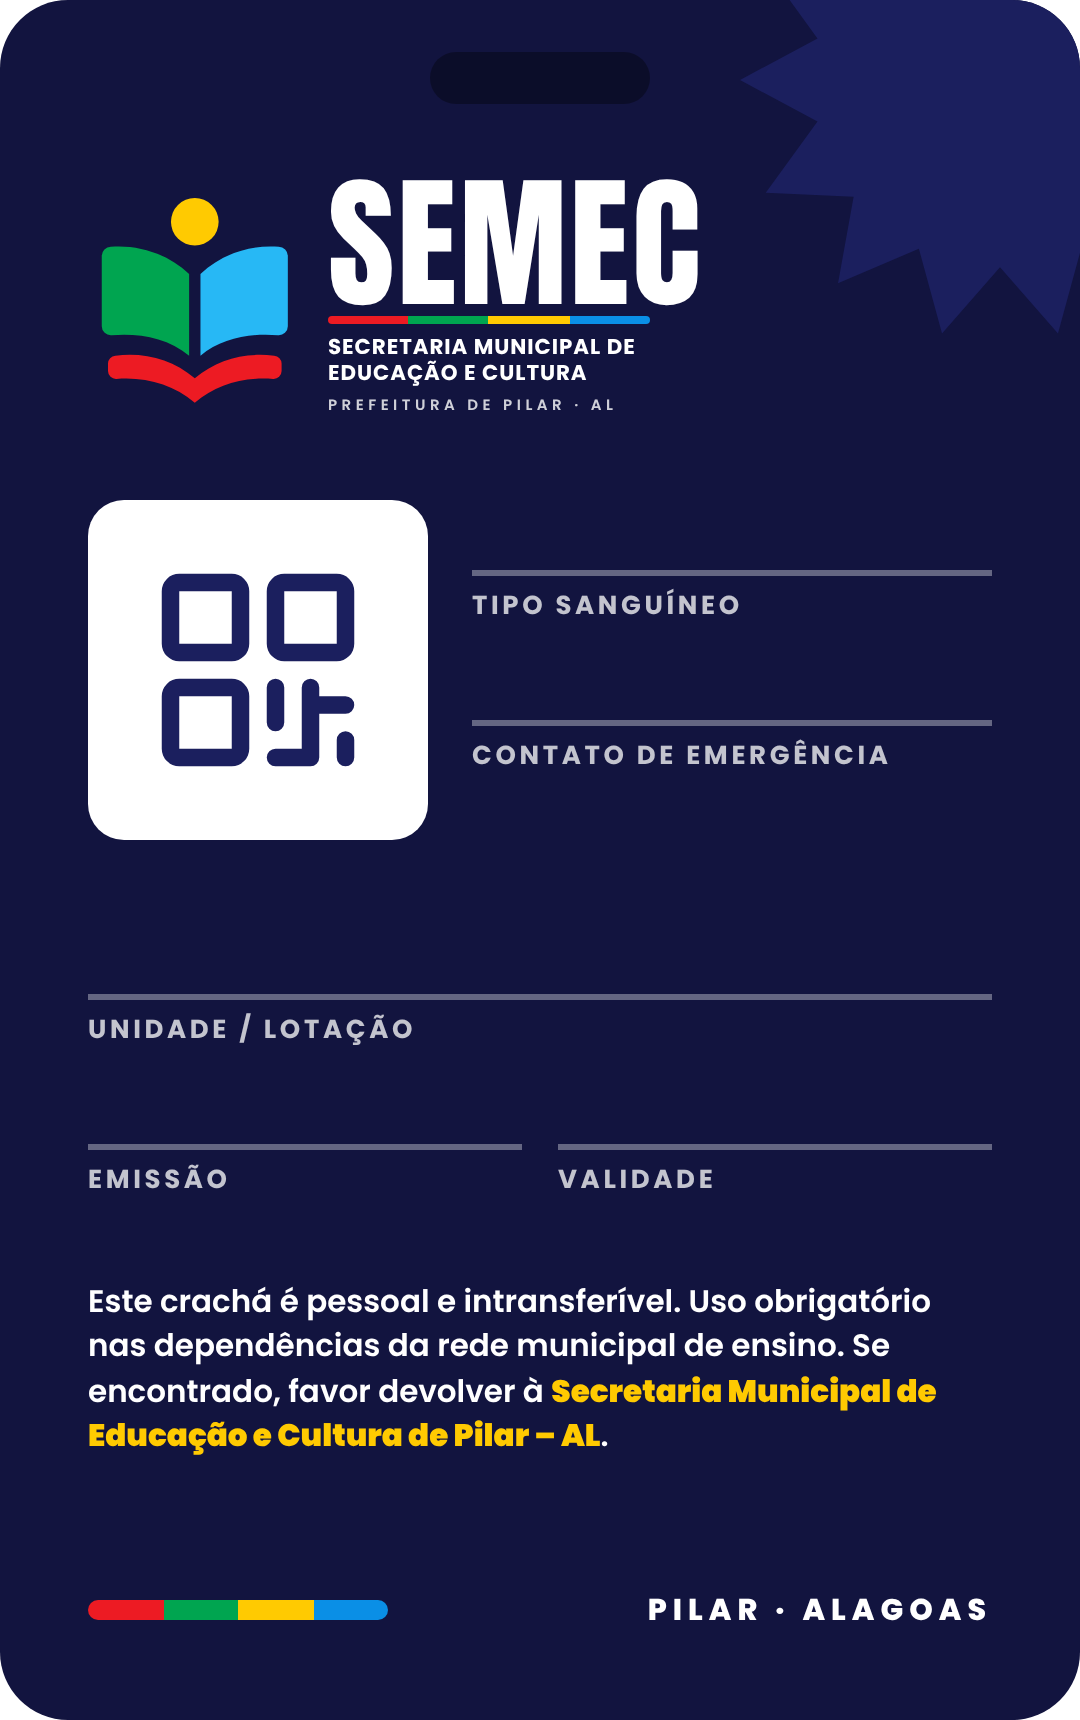 SEMEC
SECRETARIA MUNICIPAL DE
EDUCAÇÃO E CULTURA
PREFEITURA DE PILAR · AL
TIPO SANGUÍNEO
CONTATO DE EMERGÊNCIA
UNIDADE / LOTAÇÃO
EMISSÃO
VALIDADE
Este crachá é pessoal e intransferível. Uso obrigatório
nas dependências da rede municipal de ensino. Se
encontrado, favor devolver à Secretaria Municipal de
Educação e Cultura de Pilar – AL.
PILAR · ALAGOAS